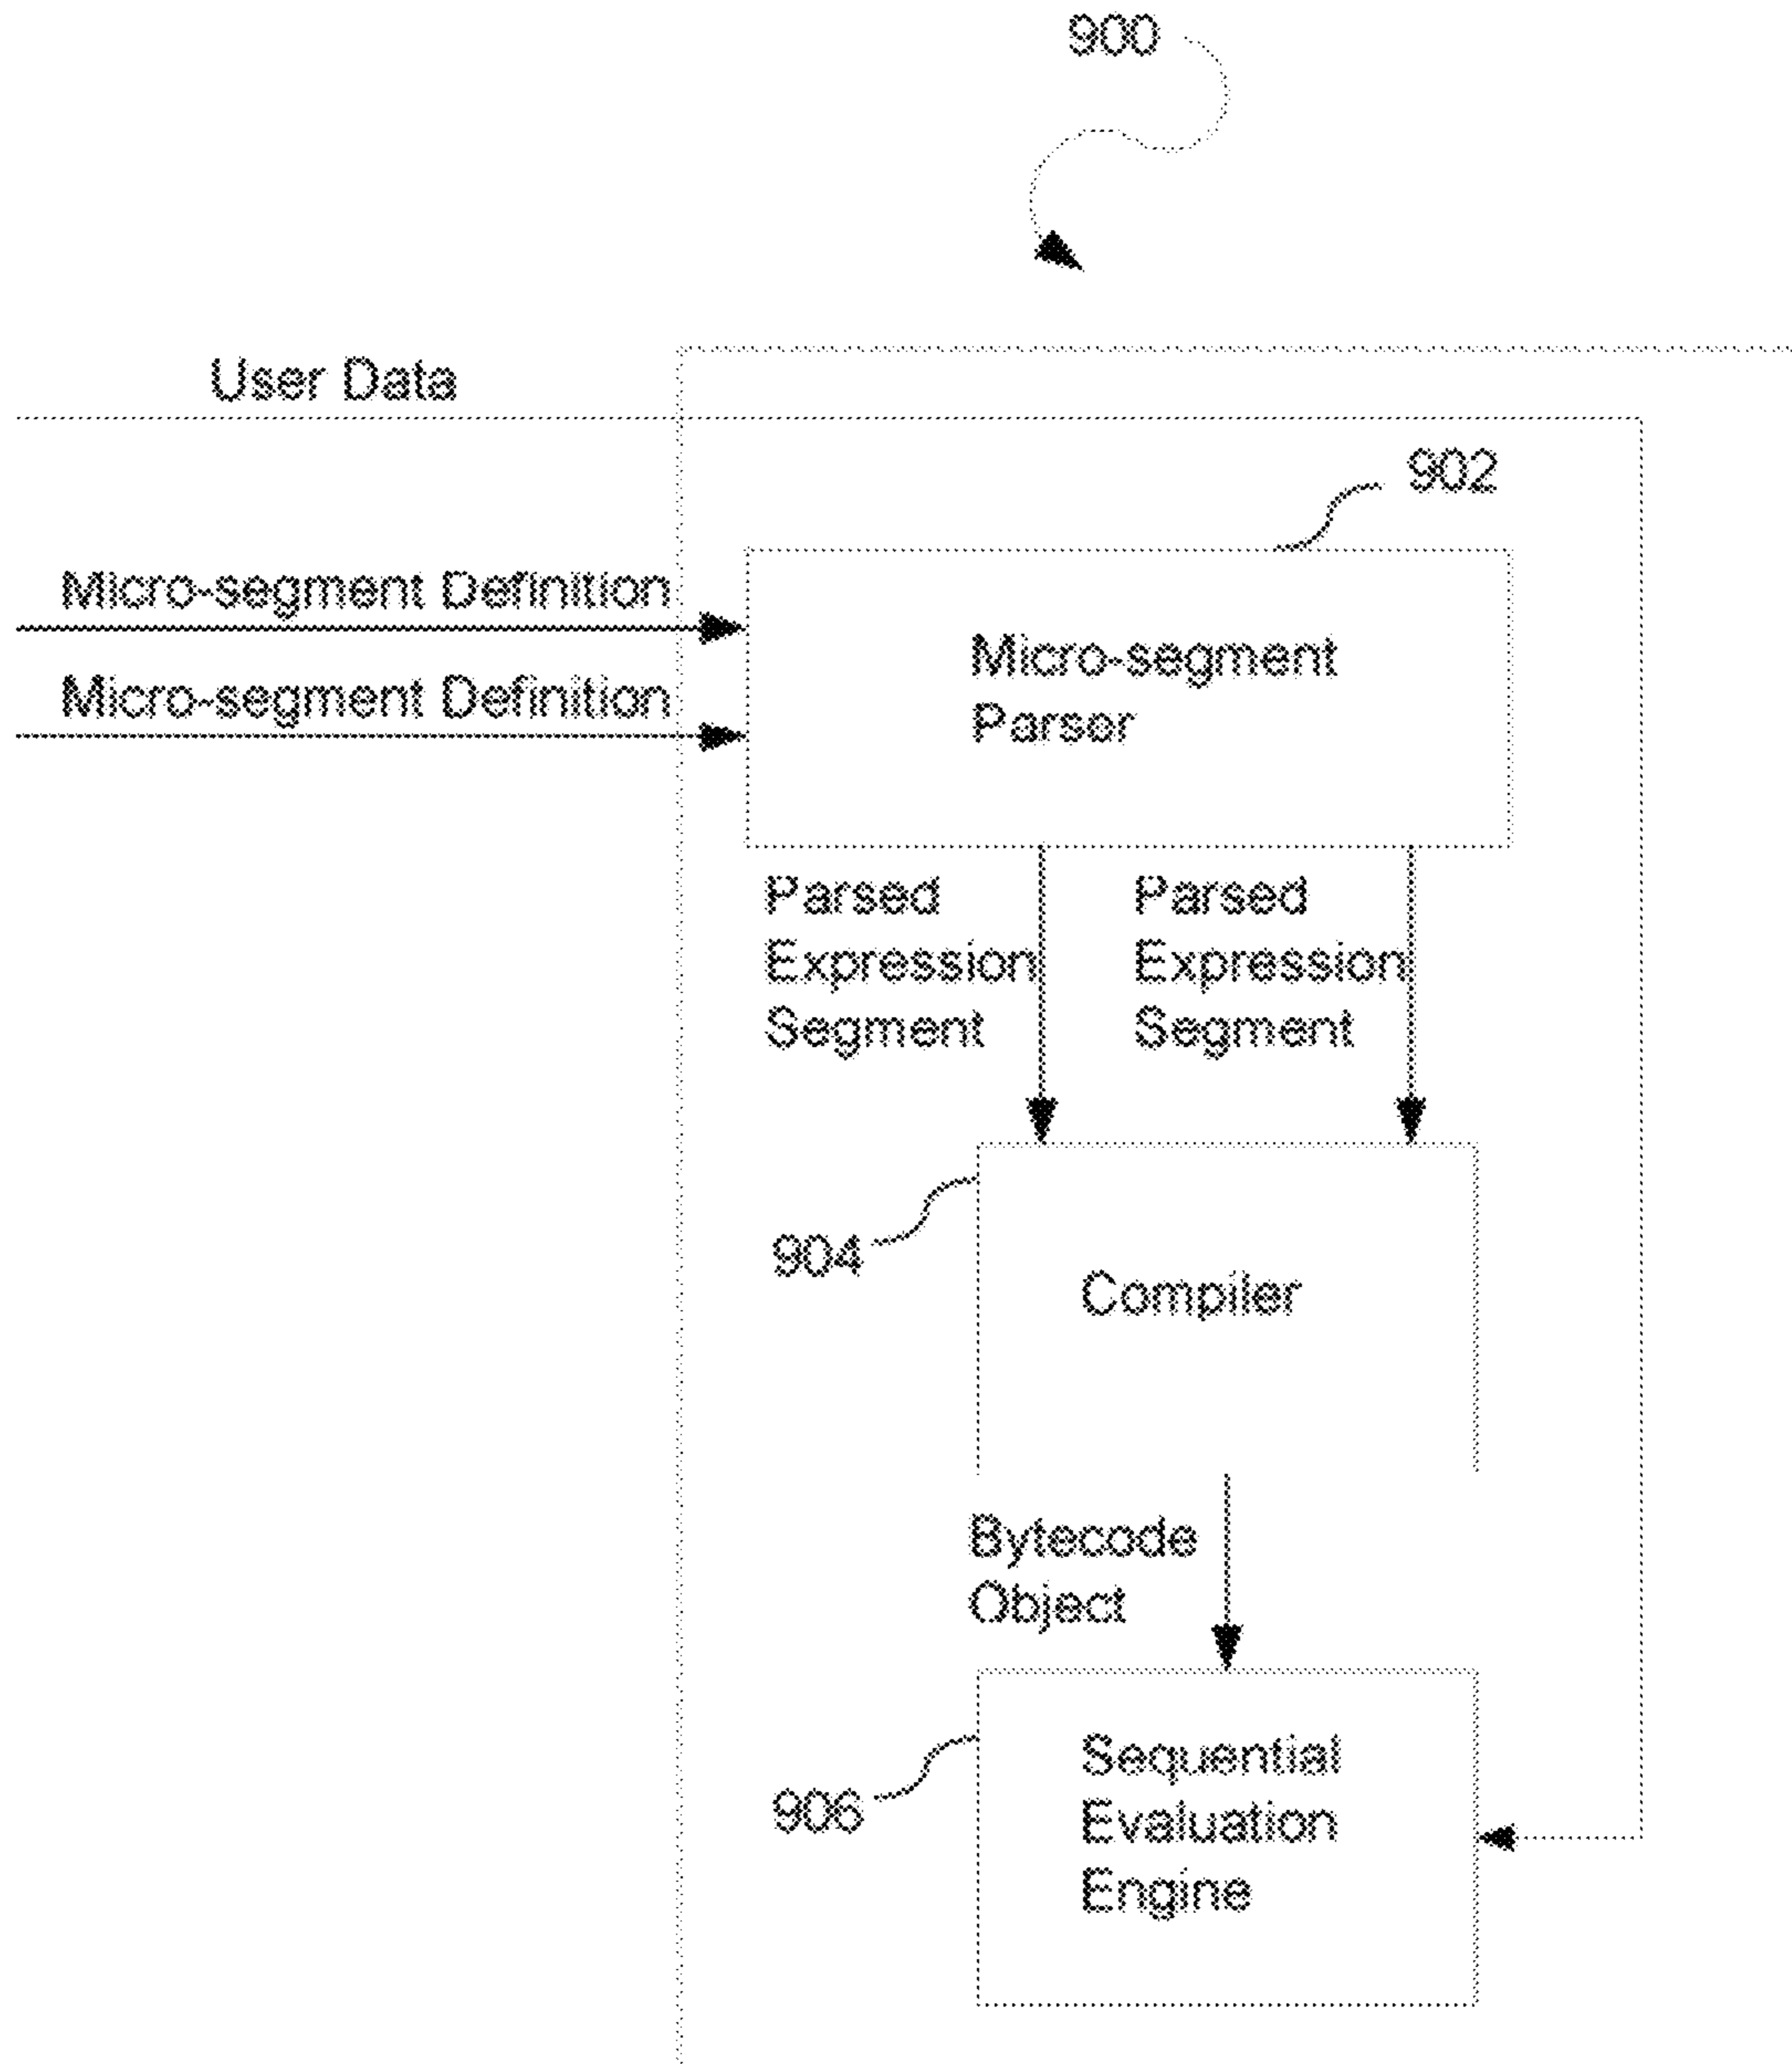 900
User Data
902
Micro-segment Definition
Micro-segment Definition
Micro-segment
Parser
Parsed
Expression
Segment
Parsed
Expression
Segment
904
Compiler
Bytecode
Object
906
Sequential
Evaluation
Engine